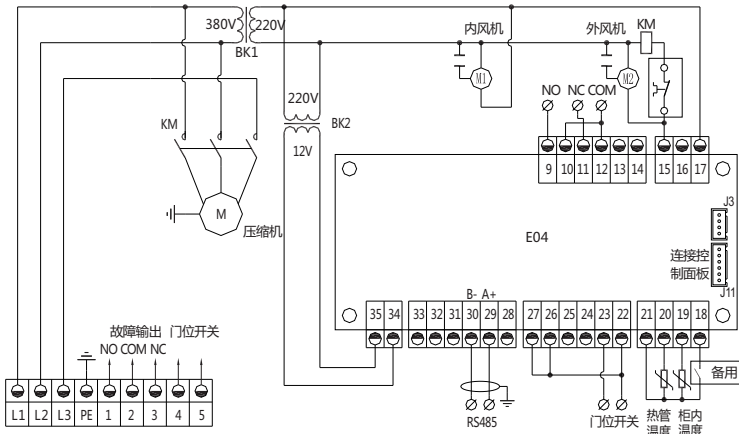 380V 220V
BK1
内风机
外风机 KM
M1
M2
220V
BK2
12V
KM
M
压缩机
NO NC COM
9 10 11 12 13 14 15 16 17
E04
J3
连接控
制面板
J11
B- A+
35 34 33 32 31 30 29 28 27 26 25 24 23 22 21 20 19 18
故障输出 门位开关
NO COM NC
L1 L2 L3 PE 1 2 3 4 5
RS485
门位开关
热管
温度
柜内
温度
备用